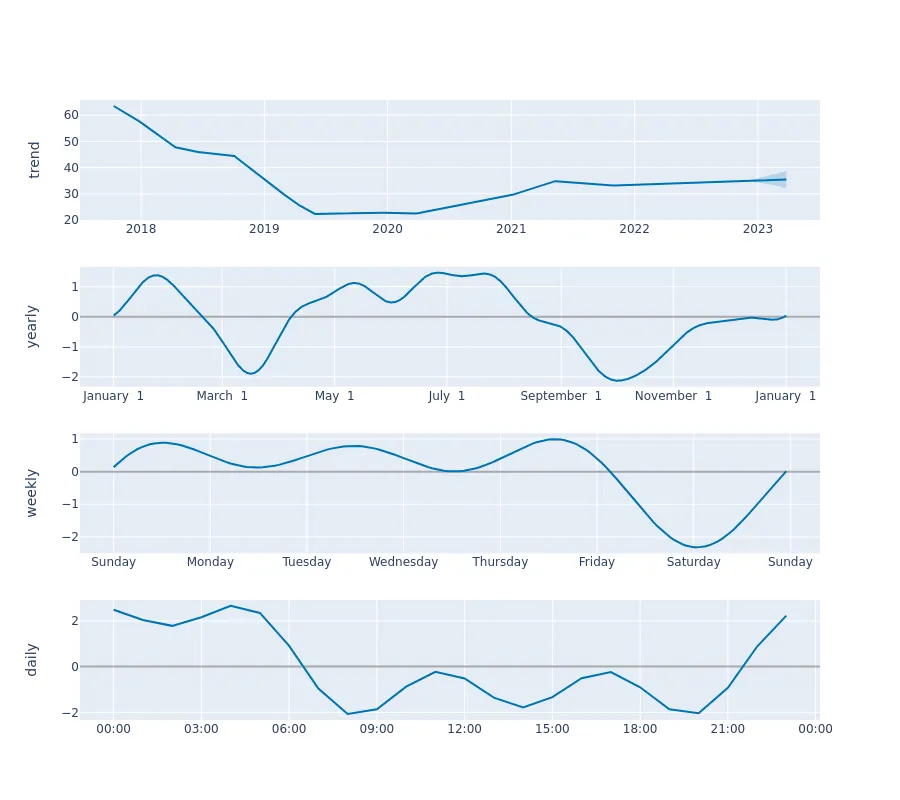 trend
60
50
40
30
20
2018 2019 2020 2021 2022 2023
yearly
1
0
−1
−2
January 1 March 1 May 1 July 1 September 1 November 1 January 1
weekly
1
0
−1
−2
Sunday Monday Tuesday Wednesday Thursday Friday Saturday Sunday
daily
2
0
−2
00:00 03:00 06:00 09:00 12:00 15:00 18:00 21:00 00:00